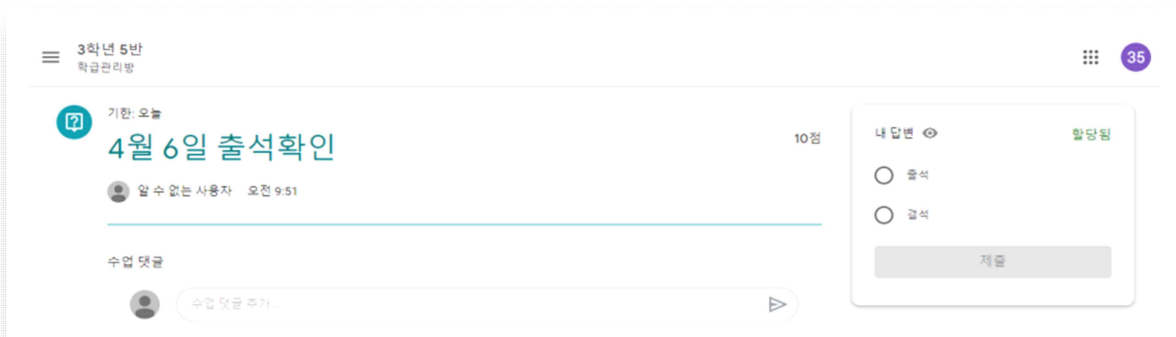 3학년 5반
학급관리방
35
기한: 오늘
4월 6일 출석확인
10점
알 수 없는 사용자 오전 9:51
수업 댓글
수업 댓글 추가...
내 답변
할당됨
출석
결석
제출